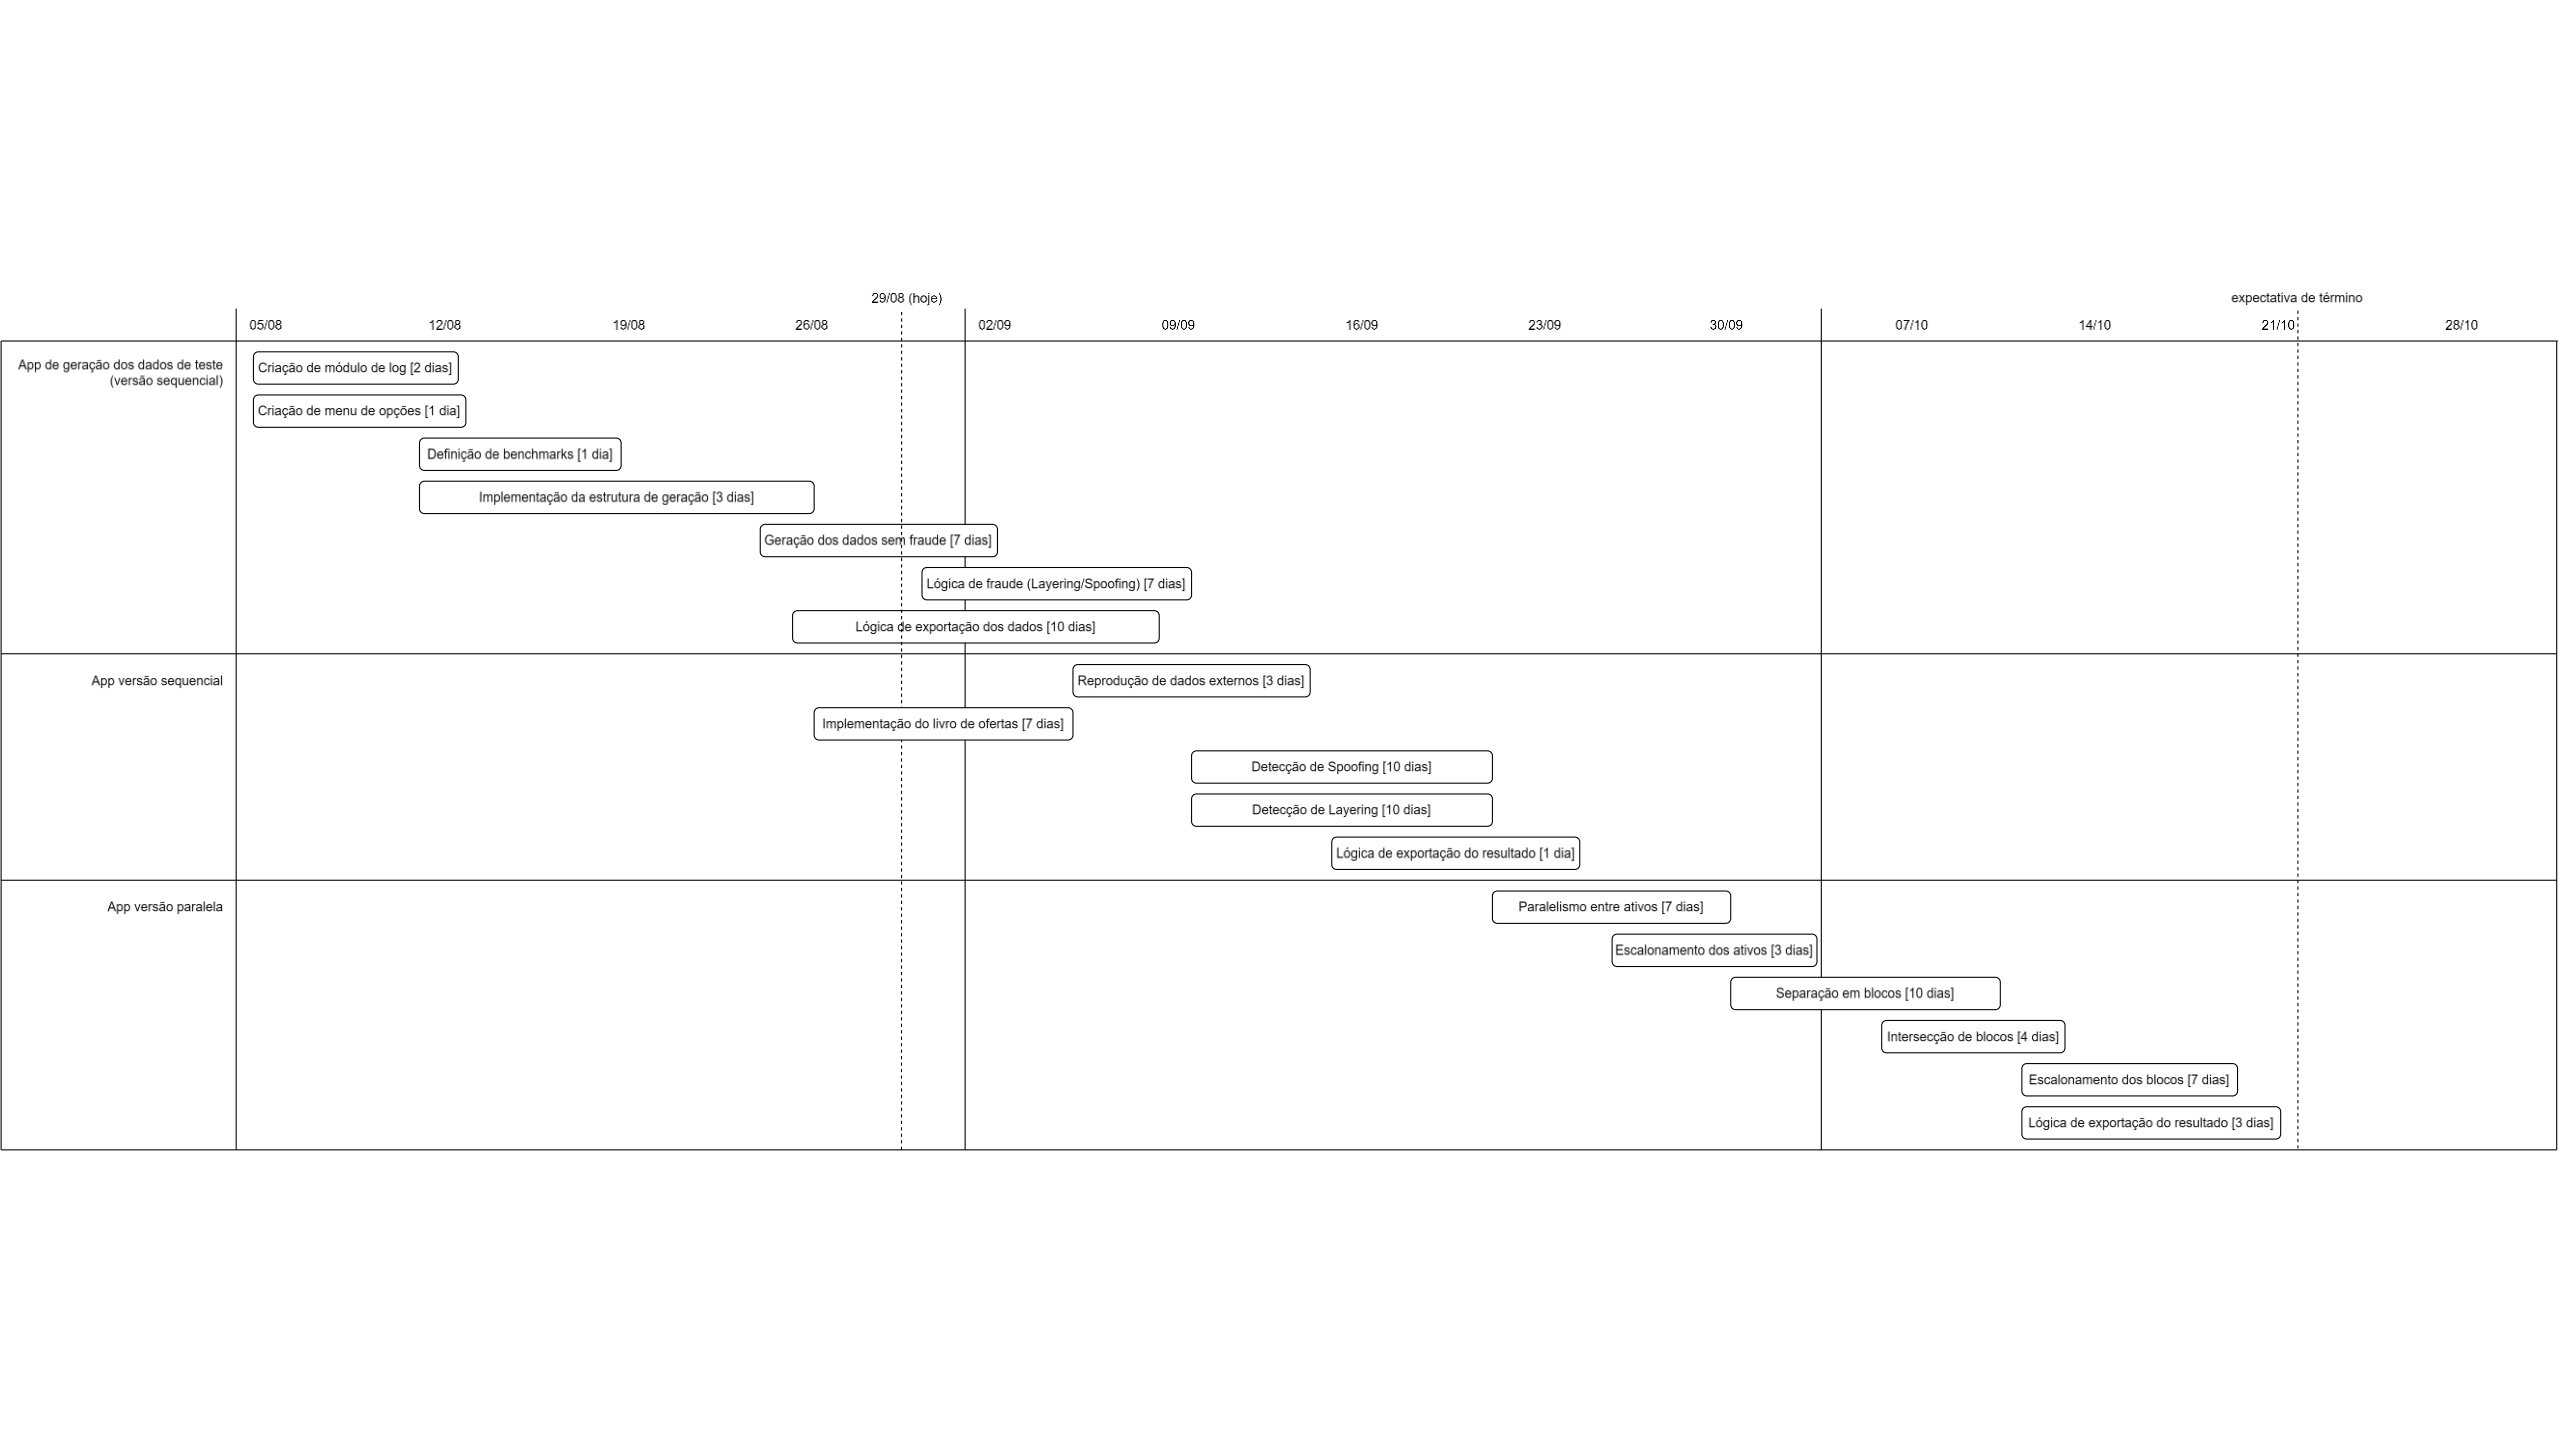 29/08 (hoje)
expectativa de término
05/08
12/08
19/08
26/08
02/09
09/09
16/09
23/09
30/09
07/10
14/10
21/10
28/10
App de geração dos dados de teste
(versão sequencial)
Criação de módulo de log [2 dias]
Criação de menu de opções [1 dia]
Definição de benchmarks [1 dia]
Implementação da estrutura de geração [3 dias]
Geração dos dados sem fraude [7 dias]
Lógica de fraude (Layering/Spoofing) [7 dias]
Lógica de exportação dos dados [10 dias]
App versão sequencial
Reprodução de dados externos [3 dias]
Implementação do livro de ofertas [7 dias]
Detecção de Spoofing [10 dias]
Detecção de Layering [10 dias]
Lógica de exportação do resultado [1 dia]
App versão paralela
Paralelismo entre ativos [7 dias]
Escalonamento dos ativos [3 dias]
Separação em blocos [10 dias]
Intersecção de blocos [4 dias]
Escalonamento dos blocos [7 dias]
Lógica de exportação do resultado [3 dias]